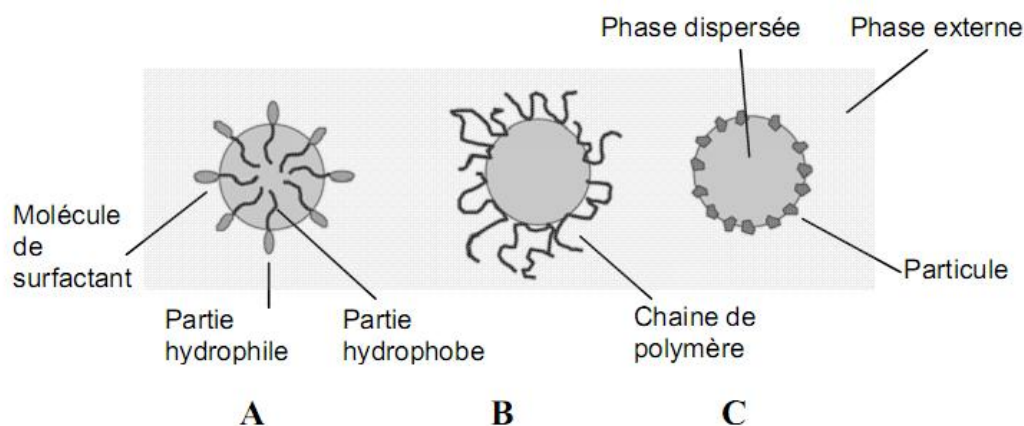 Phase dispersée
Phase externe
Molécule
de
surfactant
Partie
hydrophile
Partie
hydrophobe
Chaine de
polymère
Particule
A
B
C